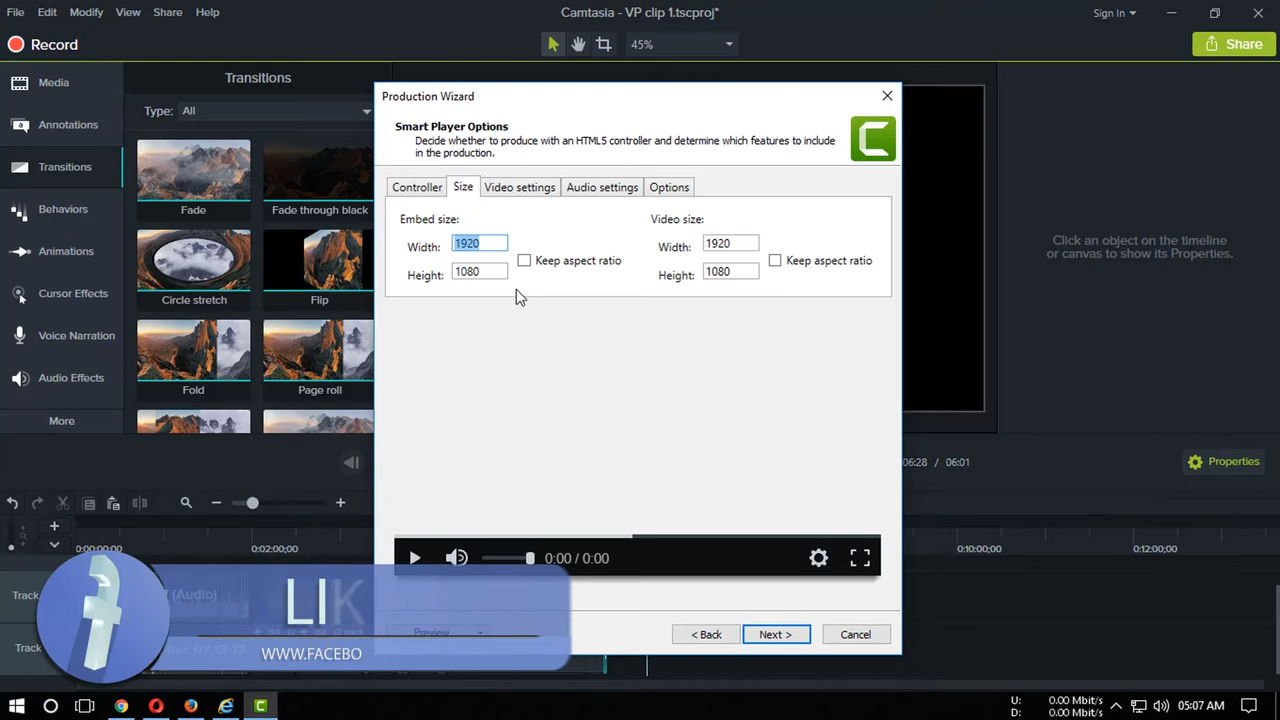 File Edit Modify View Share Help
Camtasia - VP clip 1.tscproj*
Sign In
Record
45%
Share
Media
Annotations
Transitions
Behaviors
Animations
Cursor Effects
Voice Narration
Audio Effects
More
Transitions
Type: All
Fade
Fade through black
Circle stretch
Flip
Fold
Page roll
Production Wizard
Smart Player Options
Decide whether to produce with an HTML5 controller and determine which features to include
in the production.
Controller Size Video settings Audio settings Options
Embed size:
Width: 1920
Height: 1080
Keep aspect ratio
Video size:
Width: 1920
Height: 1080
Keep aspect ratio
0:00 / 0:00
Preview
< Back Next > Cancel
Click an object on the timeline
or canvas to show its Properties.
06:28 / 06:01
Properties
0:00:00;00 0:02:00;00 0:10:00;00 0:12:00;00
Track
(Audio)
Track
LIK
WWW.FACEBO
U: 0.00 Mbit/s
D: 0.00 Mbit/s
05:07 AM